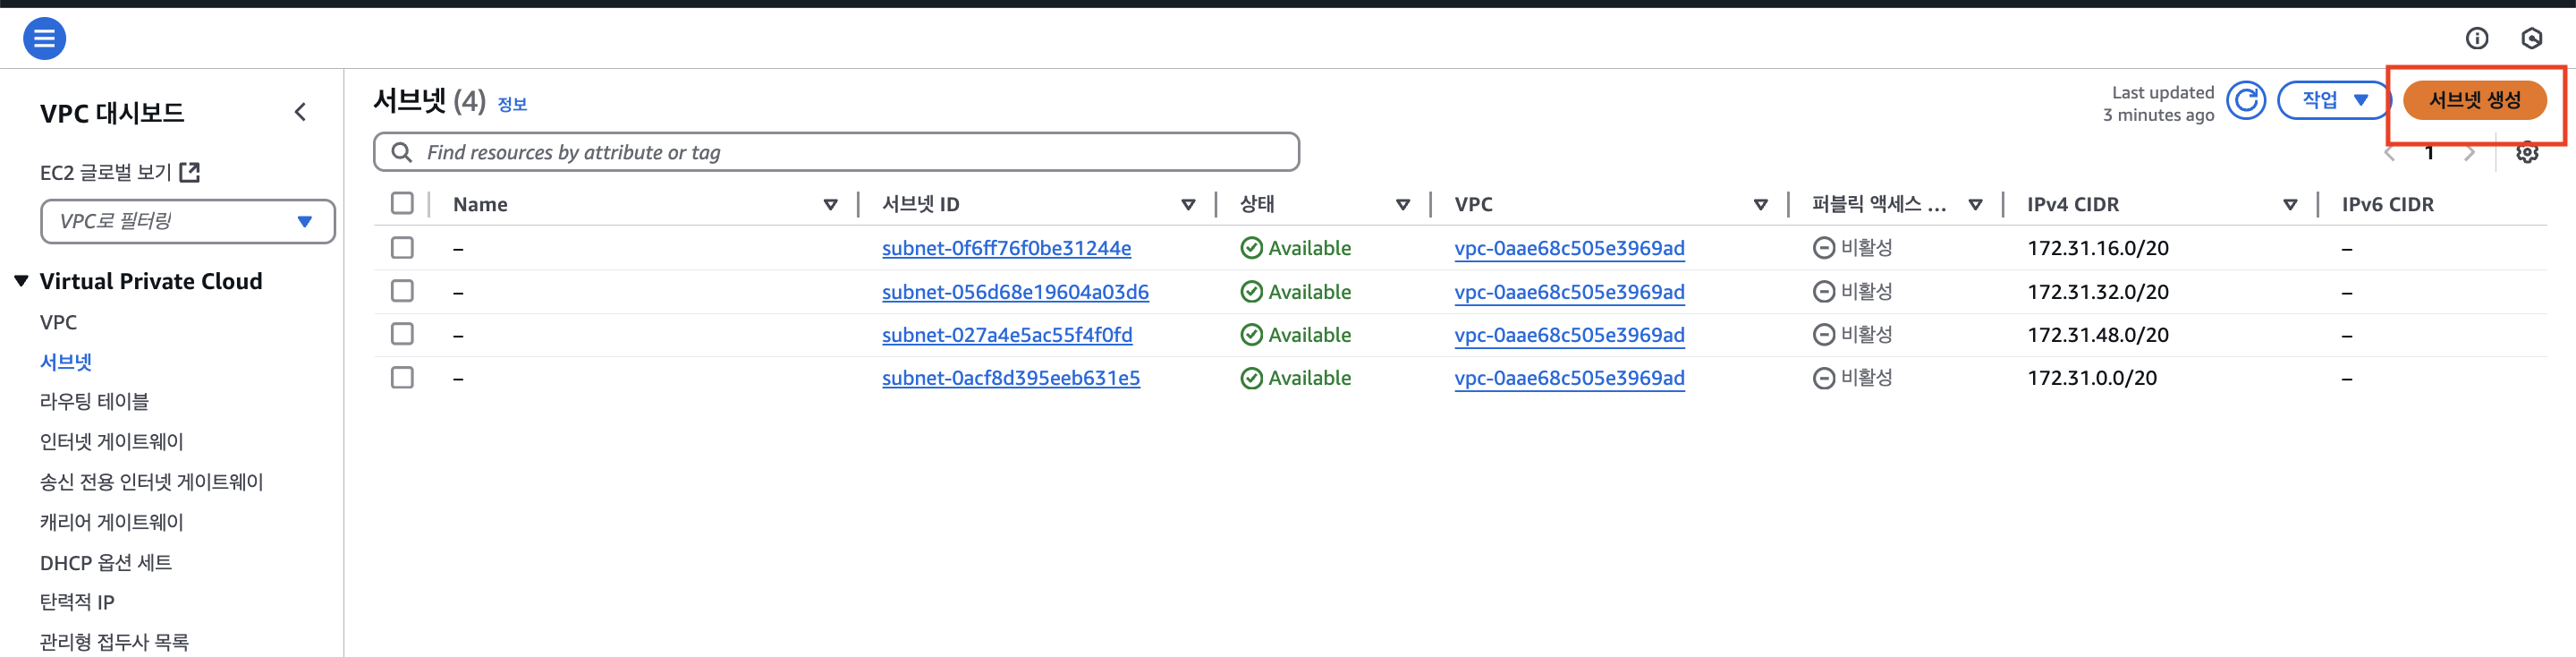 VPC 대시보드
EC2 글로벌 보기
VPC로 필터링
Virtual Private Cloud
VPC
서브넷
라우팅 테이블
인터넷 게이트웨이
송신 전용 인터넷 게이트웨이
캐리어 게이트웨이
DHCP 옵션 세트
탄력적 IP
관리형 접두사 목록
서브넷 (4) 정보
Last updated
3 minutes ago
작업
서브넷 생성
Find resources by attribute or tag
1
Name 서브넷 ID 상태 VPC 퍼블릭 액세스 ... IPv4 CIDR IPv6 CIDR
– subnet-0f6ff76f0be31244e Available vpc-0aae68c505e3969ad 비활성 172.31.16.0/20 –
– subnet-056d68e19604a03d6 Available vpc-0aae68c505e3969ad 비활성 172.31.32.0/20 –
– subnet-027a4e5ac55f4f0fd Available vpc-0aae68c505e3969ad 비활성 172.31.48.0/20 –
– subnet-0acf8d395eeb631e5 Available vpc-0aae68c505e3969ad 비활성 172.31.0.0/20 –